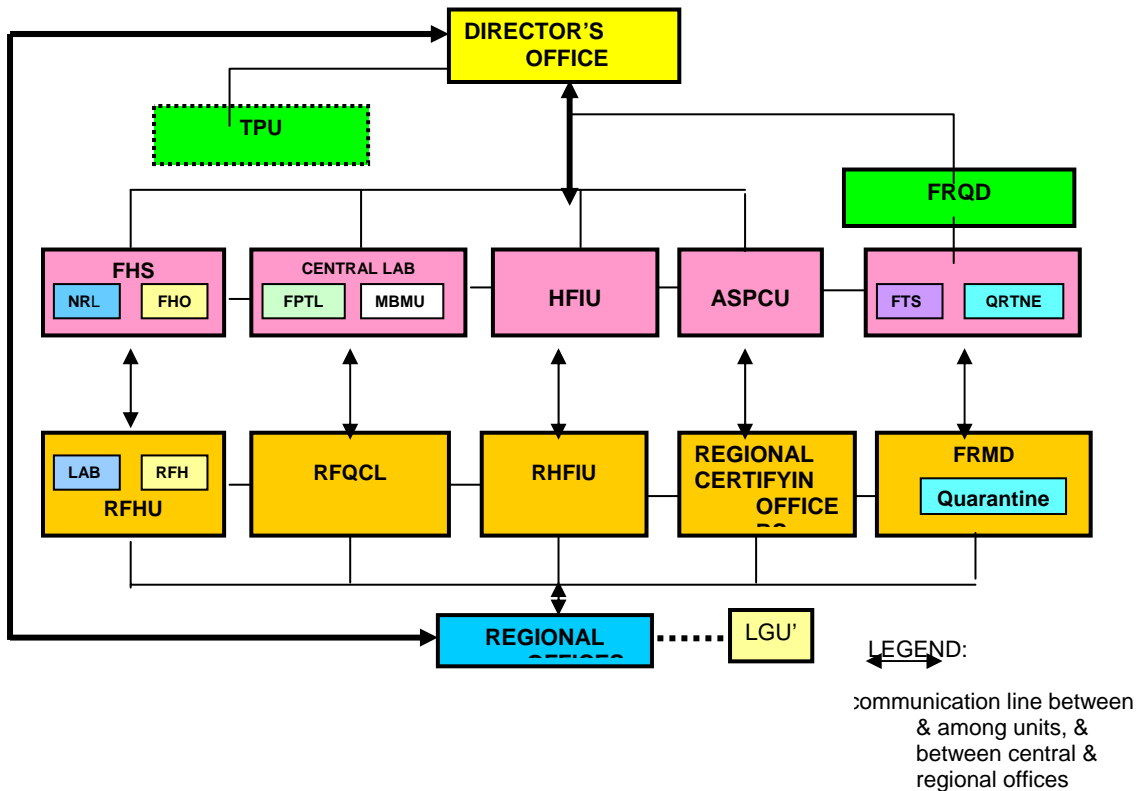 DIRECTOR'S
OFFICE
TPU
FRQD
FHS
NRL
FHO
CENTRAL LAB
FPTL
MBMU
HFIU
ASPCU
FTS
QRTNE
LAB
RFH
RFHU
RFQCL
RHFIU
REGIONAL
CERTIFYIN
OFFICE
FRMD
Quarantine
REGIONAL
LGU'
LEGEND:
communication line between
& among units, &
between central &
regional offices